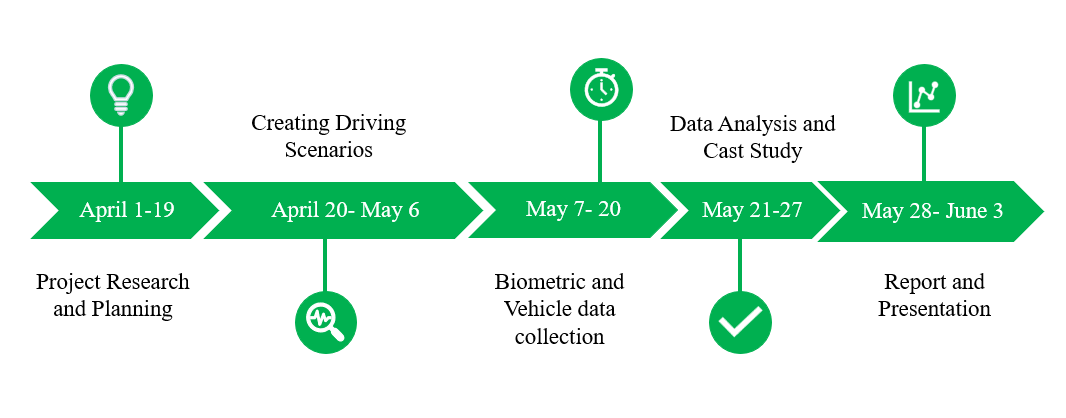 Creating Driving
Scenarios
Data Analysis and
Cast Study
April 1-19
April 20- May 6
May 7- 20
May 21-27
May 28- June 3
Project Research
and Planning
Biometric and
Vehicle data
collection
Report and
Presentation